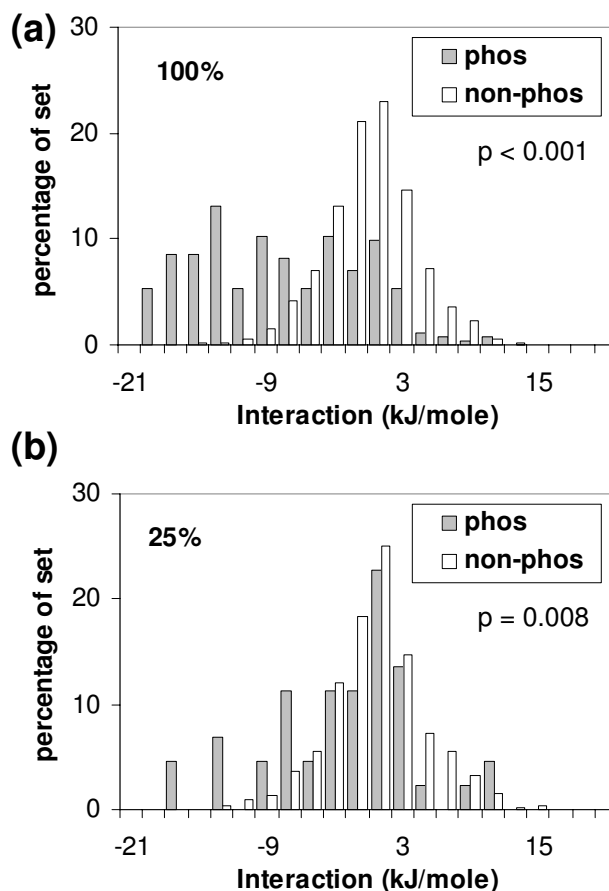 (a)
30
20
10
0
percentage of set
100%
phos
non-phos
p < 0.001
-21 -9 3 15
Interaction (kJ/mole)
(b)
30
20
10
0
percentage of set
25%
phos
non-phos
p = 0.008
-21 -9 3 15
Interaction (kJ/mole)